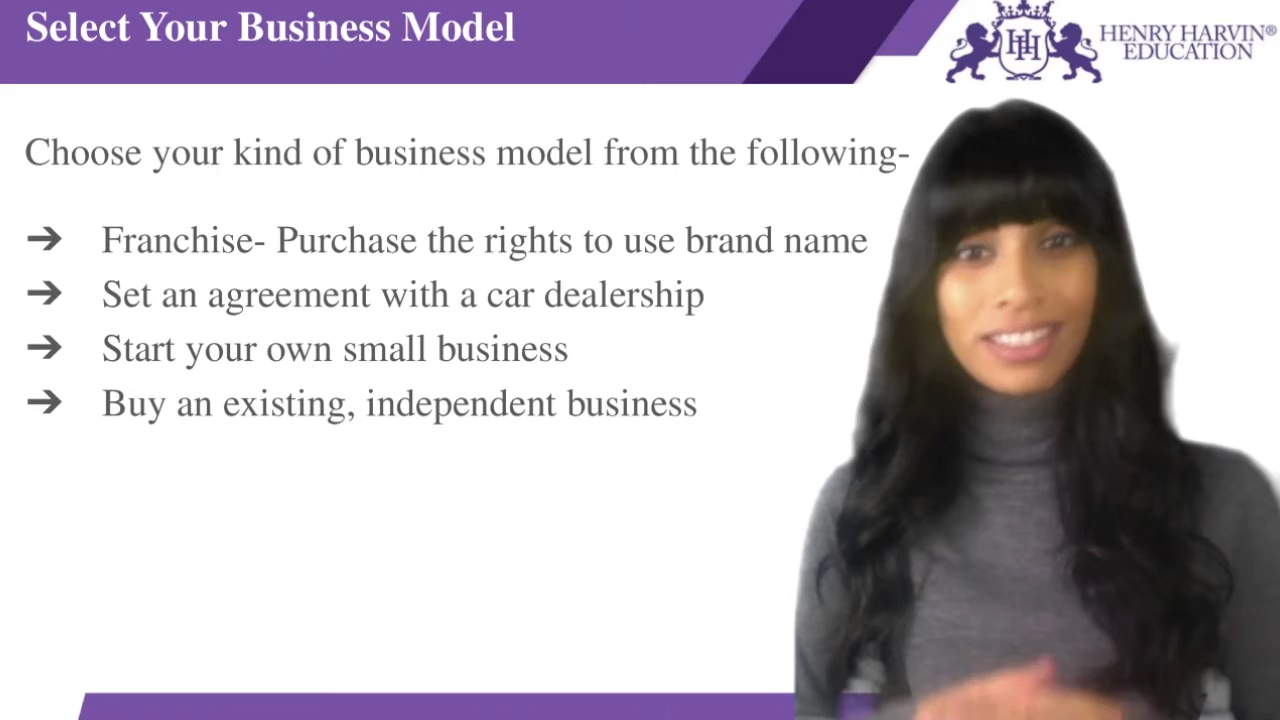 Select Your Business Model
HENRY HARVIN®
EDUCATION
Choose your kind of business model from the following-
➔ Franchise- Purchase the rights to use brand name
➔ Set an agreement with a car dealership
➔ Start your own small business
➔ Buy an existing, independent business